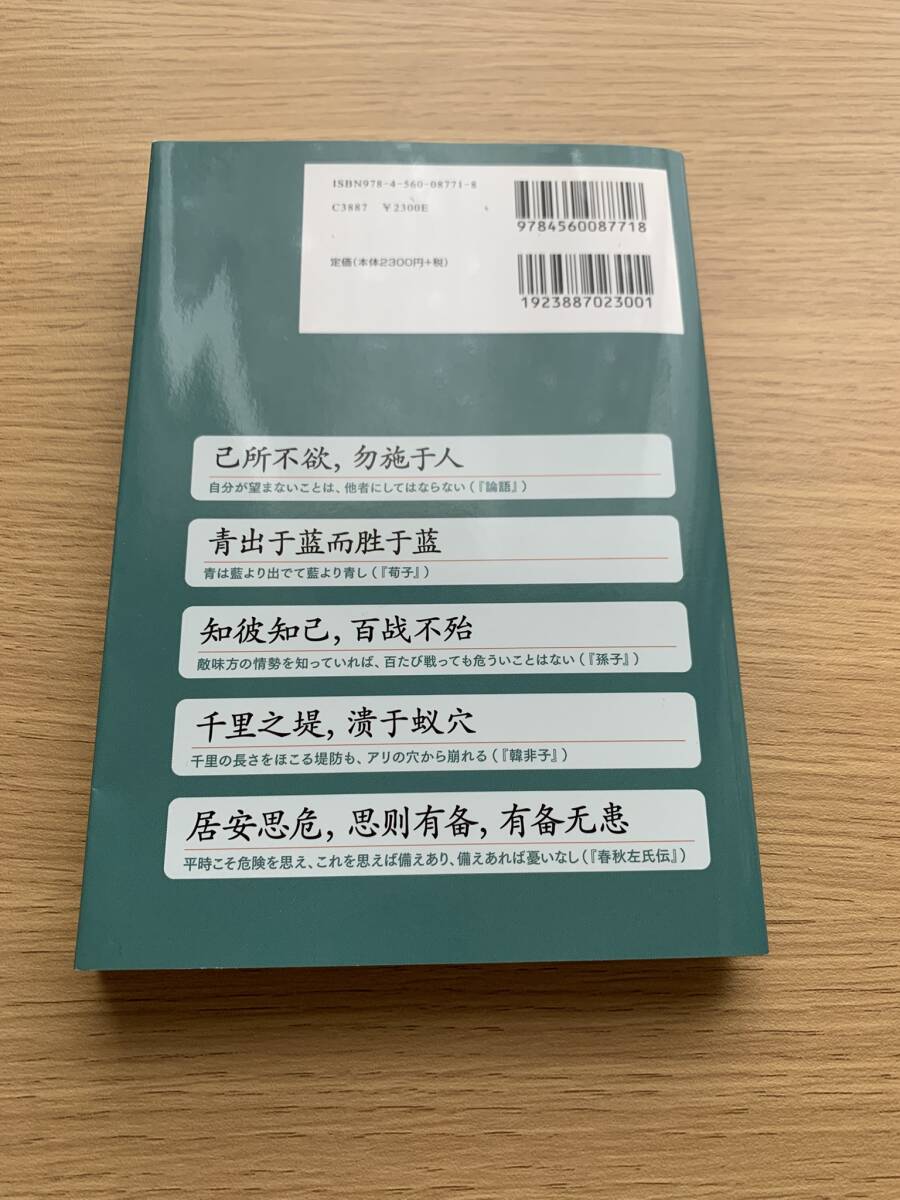 ISBN978-4-560-08771-8
C3887 ¥2300E
9784560087718
定価(本体2300円+税)
1923887023001
己所不欲, 勿施于人
自分が望まないことは、他者にしてはならない(『論語』)
青出于蓝而胜于蓝
青は藍より出でて藍より青し(『荀子』)
知彼知己, 百战不殆
敵味方の情勢を知っていれば、百たび戦っても危ういことはない(『孫子』)
千里之堤, 溃于蚁穴
千里の長さをほこる堤防も、アリの穴から崩れる(『韓非子』)
居安思危, 思则有备, 有备无患
平時こそ危険を思え、これを思えば備えあり、備えあれば憂いなし(『春秋左氏伝』)